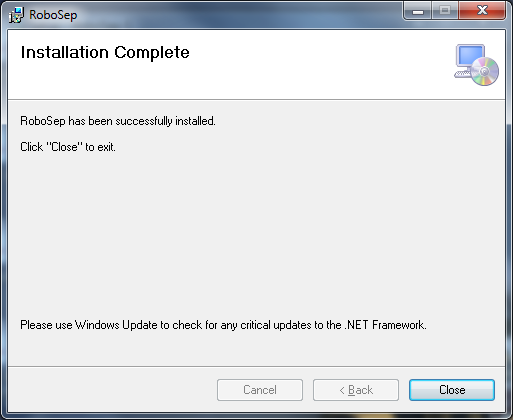 RoboSep
Installation Complete
RoboSep has been successfully installed.
Click "Close" to exit.
Please use Windows Update to check for any critical updates to the .NET Framework.
Cancel
< Back
Close